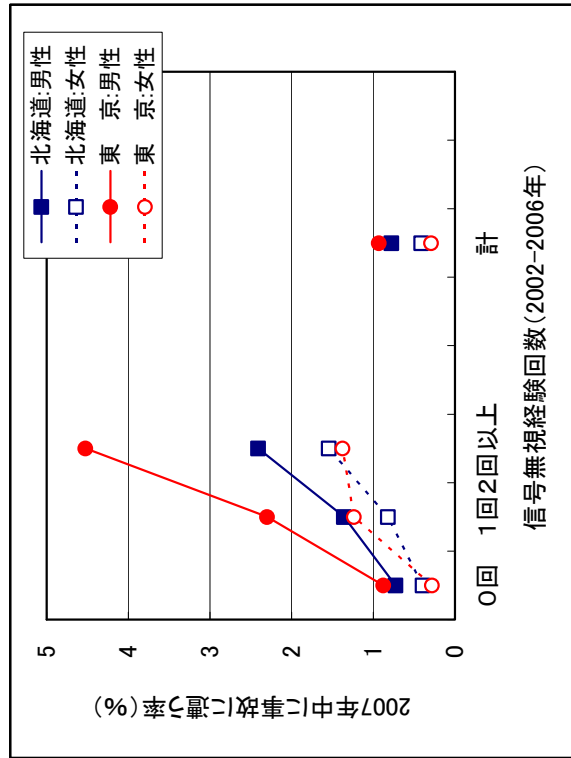 北海道:男性
北海道:女性
東　京:男性
東　京:女性
2007年中に事故に遭う率(%)
5
4
3
2
1
0
0回 1回 2回以上 計
信号無視経験回数(2002-2006年)